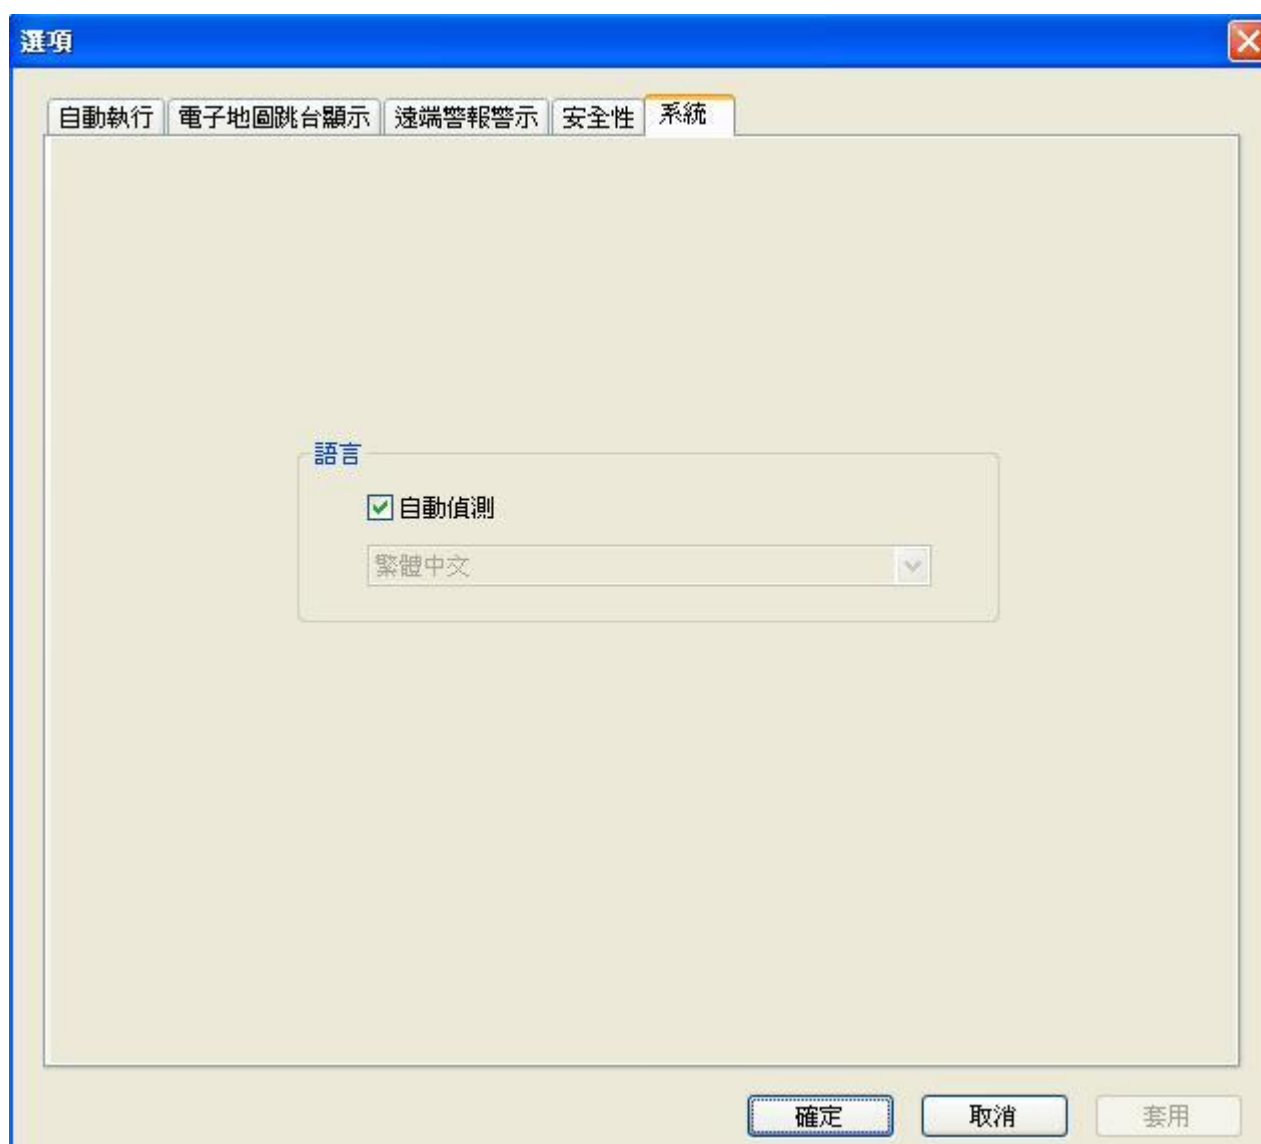 選項
自動執行 電子地圖跳台顯示 遠端警報警示 安全性 系統
語言
自動偵測
繁體中文
確定 取消 套用